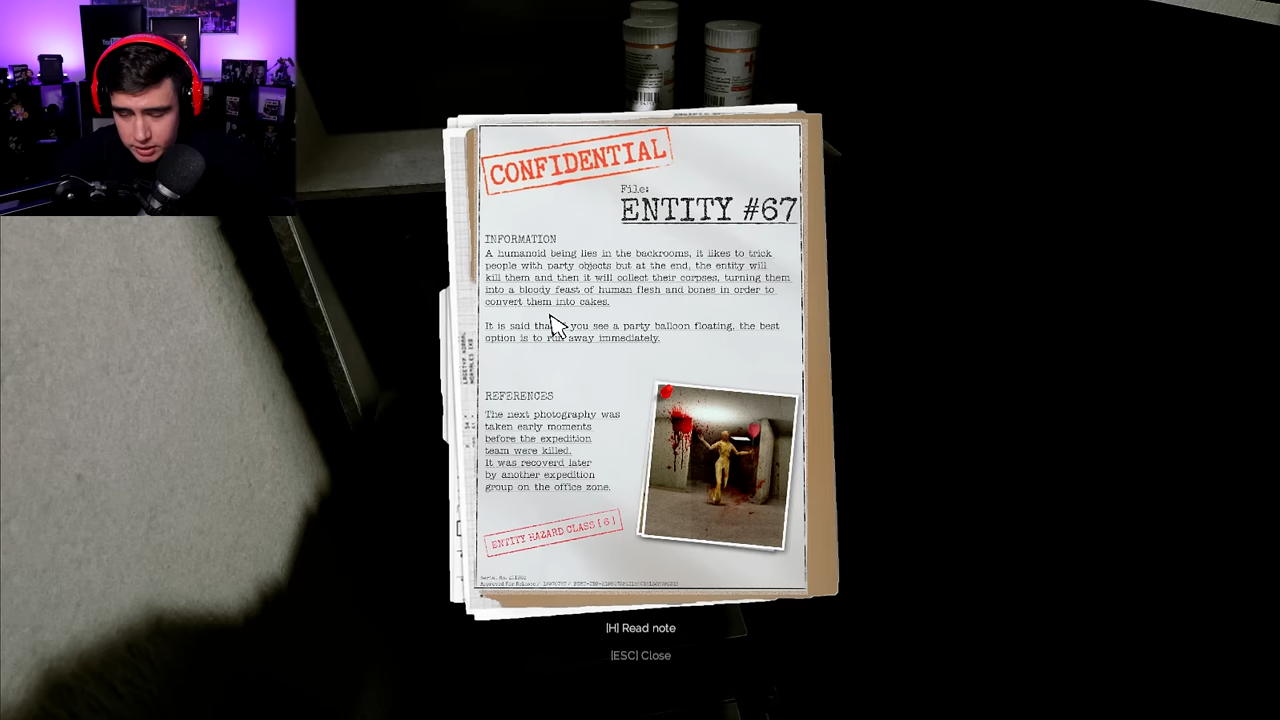 CONFIDENTIAL
File:
ENTITY #67
INFORMATION
A humanoid being lies in the backrooms, it likes to trick
people with party objects but at the end, the entity will
kill them and then it will collect their corpses, turning them
into a bloody feast of human flesh and bones in order to
convert them into cakes.
It is said you see a party balloon floating, the best
option is to away immediately.
REFERENCES
The next photography was
taken early moments
before the expedition
team were killed.
It was recoverd later
by another expedition
group on the office zone.
ENTITY HAZARD CLASS [ 6 ]
[H] Read note
[ESC] Close